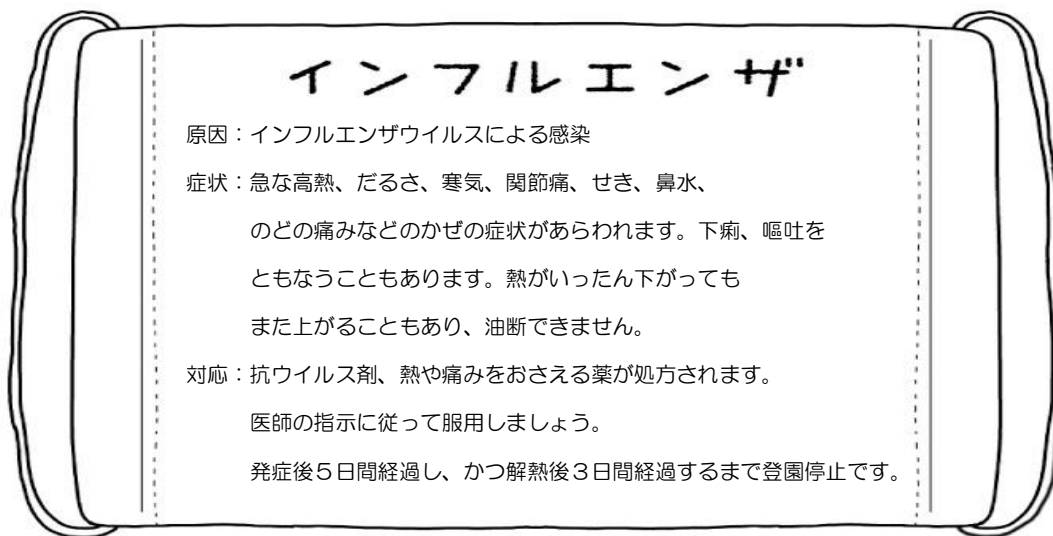 インフルエンザ
原因：インフルエンザウイルスによる感染
症状：急な高熱、だるさ、寒気、関節痛、せき、鼻水、
のどの痛みなどのかぜの症状があらわれます。下痢、嘔吐を
ともなうこともあります。熱がいったん下がっても
また上がることもあり、油断できません。
対応：抗ウイルス剤、熱や痛みをおさえる薬が処方されます。
医師の指示に従って服用しましょう。
発症後５日間経過し、かつ解熱後３日間経過するまで登園停止です。